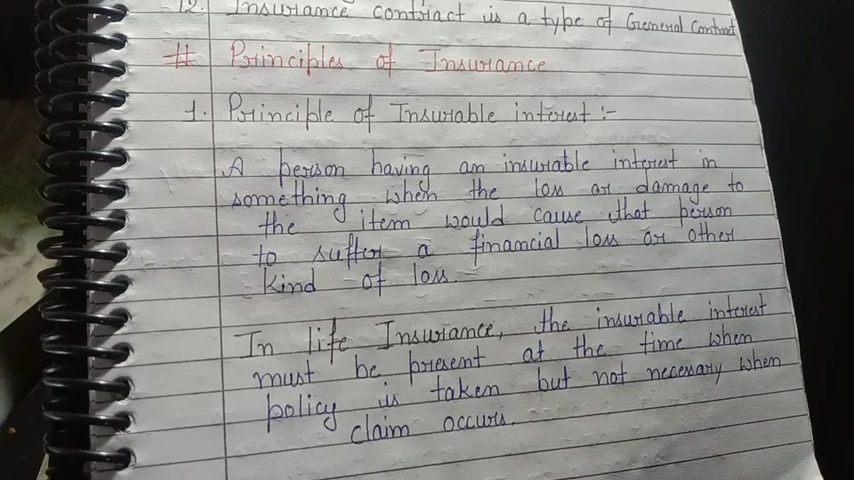 12. Insurance contract is a type of General Contract
# Principles of Insurance
1. Principle of Insurable interest :-
A person having an insurable interest in
something when the loss or damage to
the item would cause that person
to suffer a financial loss or other
kind of loss.
In life Insurance, the insurable interest
must be present at the time when
policy is taken but not necessary when
claim occurs.